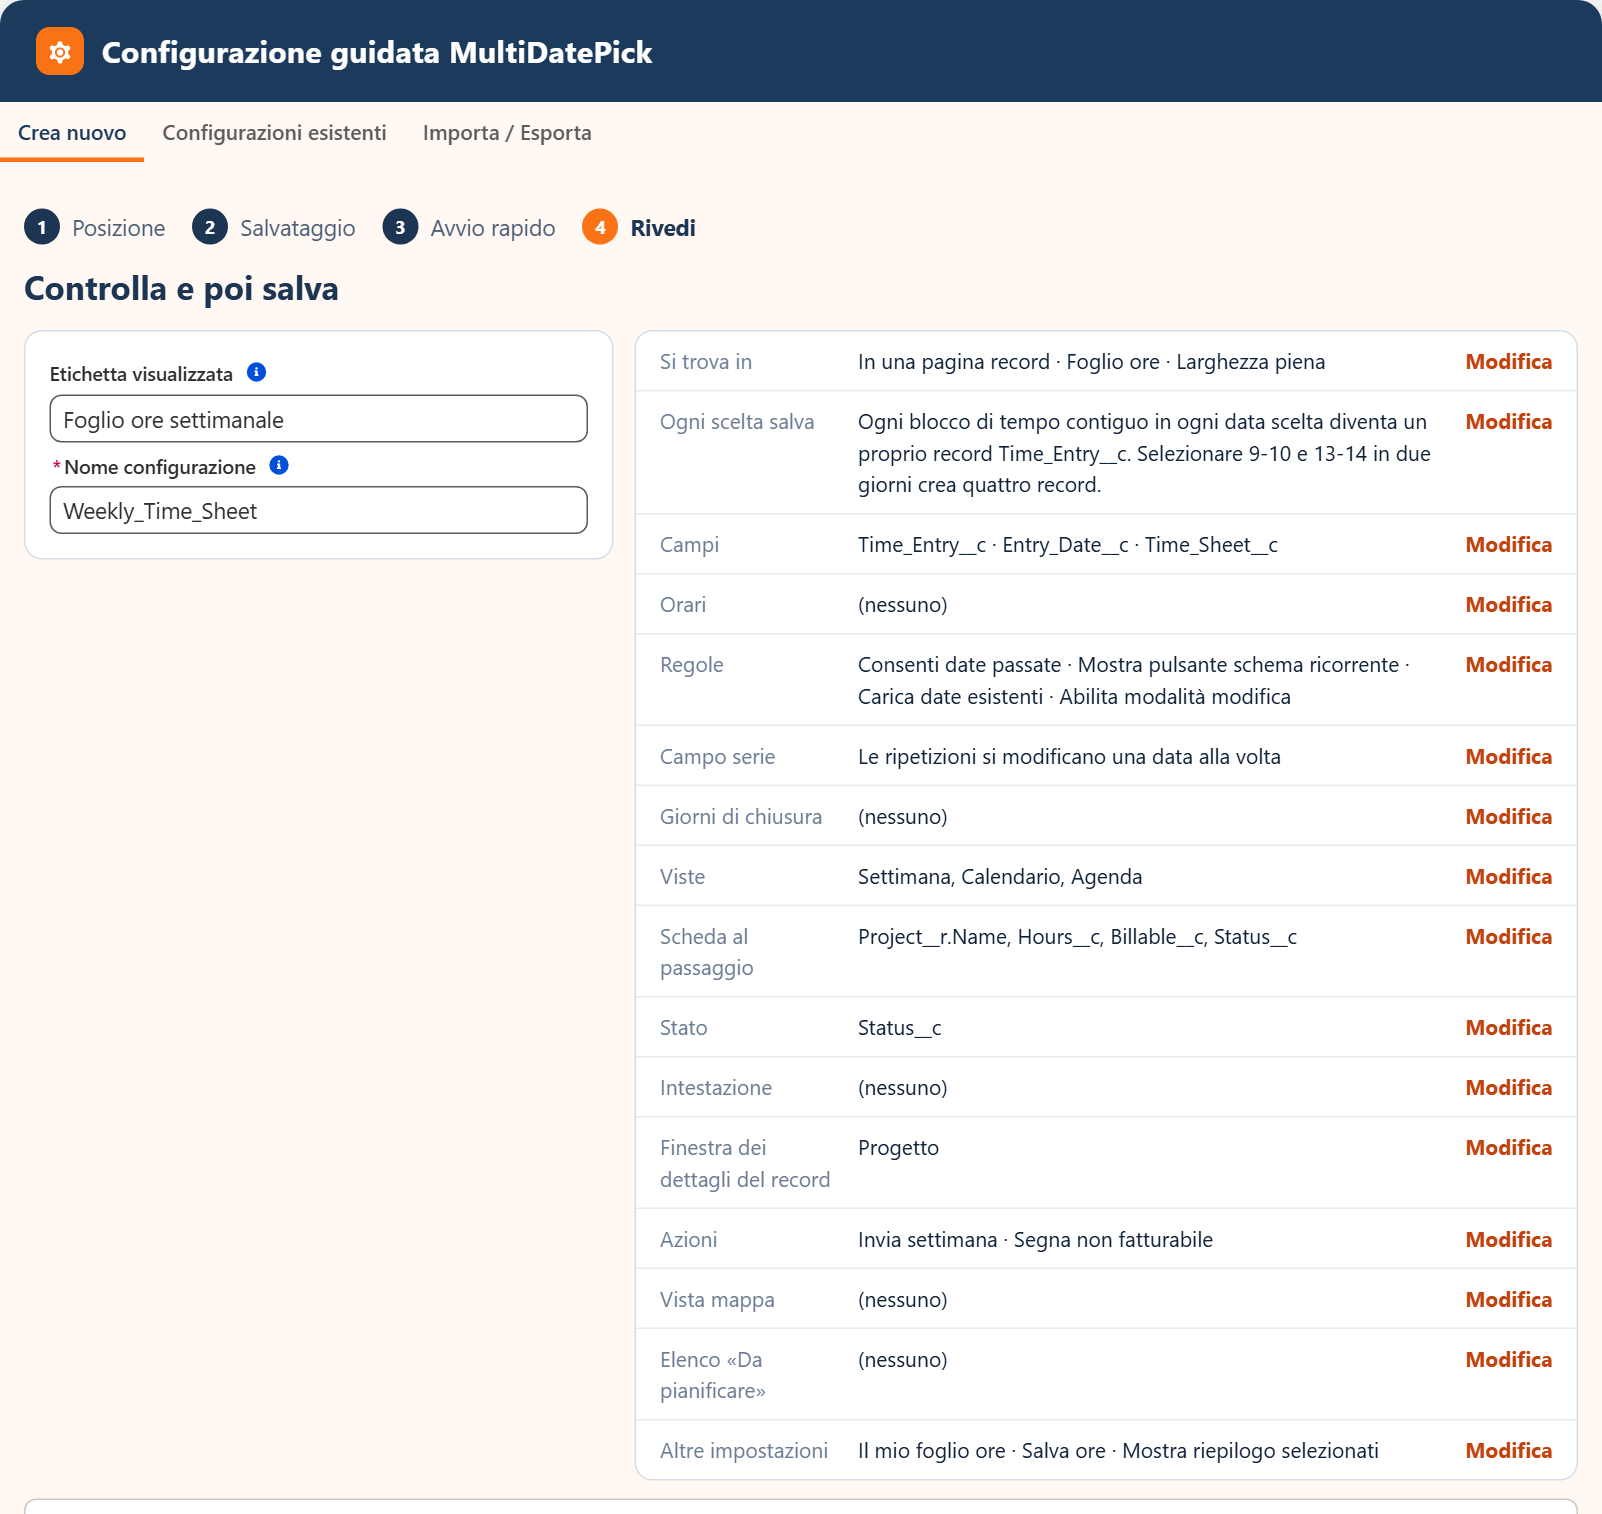 Configurazione guidata MultiDatePick
Crea nuovo
Configurazioni esistenti
Importa / Esporta
1 Posizione
2 Salvataggio
3 Avvio rapido
4 Rivedi
Controlla e poi salva
Etichetta visualizzata
Foglio ore settimanale
*Nome configurazione
Weekly_Time_Sheet
Si trova in
In una pagina record · Foglio ore · Larghezza piena
Modifica
Ogni scelta salva
Ogni blocco di tempo contiguo in ogni data scelta diventa un
proprio record Time_Entry__c. Selezionare 9-10 e 13-14 in due
giorni crea quattro record.
Modifica
Campi
Time_Entry__c · Entry_Date__c · Time_Sheet__c
Modifica
Orari
(nessuno)
Modifica
Regole
Consenti date passate · Mostra pulsante schema ricorrente ·
Carica date esistenti · Abilita modalità modifica
Modifica
Campo serie
Le ripetizioni si modificano una data alla volta
Modifica
Giorni di chiusura
(nessuno)
Modifica
Viste
Settimana, Calendario, Agenda
Modifica
Scheda al
passaggio
Project__r.Name, Hours__c, Billable__c, Status__c
Modifica
Stato
Status__c
Modifica
Intestazione
(nessuno)
Modifica
Finestra dei
dettagli del record
Progetto
Modifica
Azioni
Invia settimana · Segna non fatturabile
Modifica
Vista mappa
(nessuno)
Modifica
Elenco «Da
pianificare»
(nessuno)
Modifica
Altre impostazioni
Il mio foglio ore · Salva ore · Mostra riepilogo selezionati
Modifica